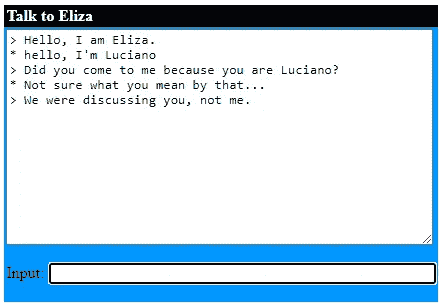 Talk to Eliza
> Hello, I am Eliza.
* hello, I'm Luciano
> Did you come to me because you are Luciano?
* Not sure what you mean by that...
> We were discussing you, not me.
Input: